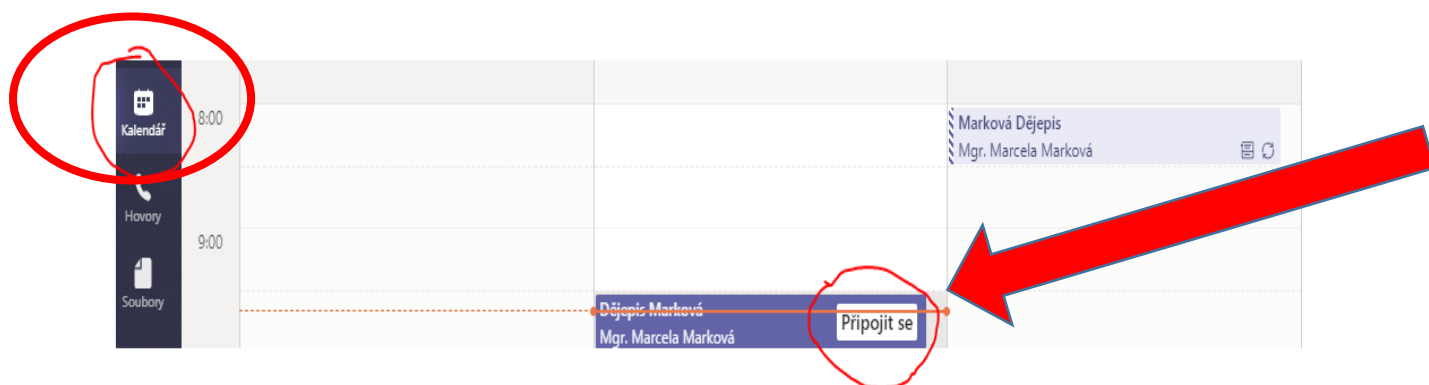 Kalendář
Hovory
Soubory
8:00
9:00
Marková Dějepis
Mgr. Marcela Marková
Dějepis Marková
Mgr. Marcela Marková
Připojit se